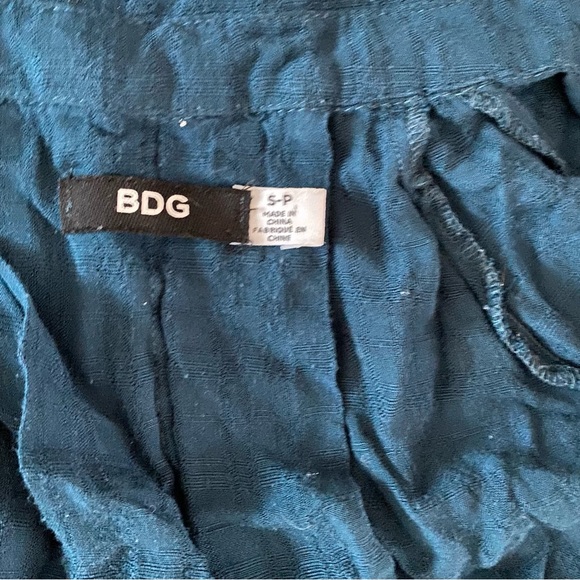 BDG
S-P
MADE IN
CHINA
FABRIQUÉ EN
CHINE